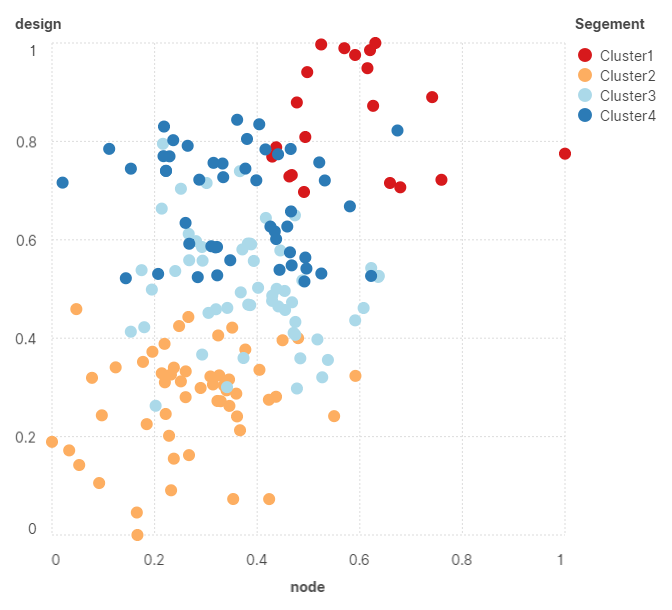 design
Segement
Cluster1
Cluster2
Cluster3
Cluster4
1
0.8
0.6
0.4
0.2
0
0 0.2 0.4 0.6 0.8 1
node